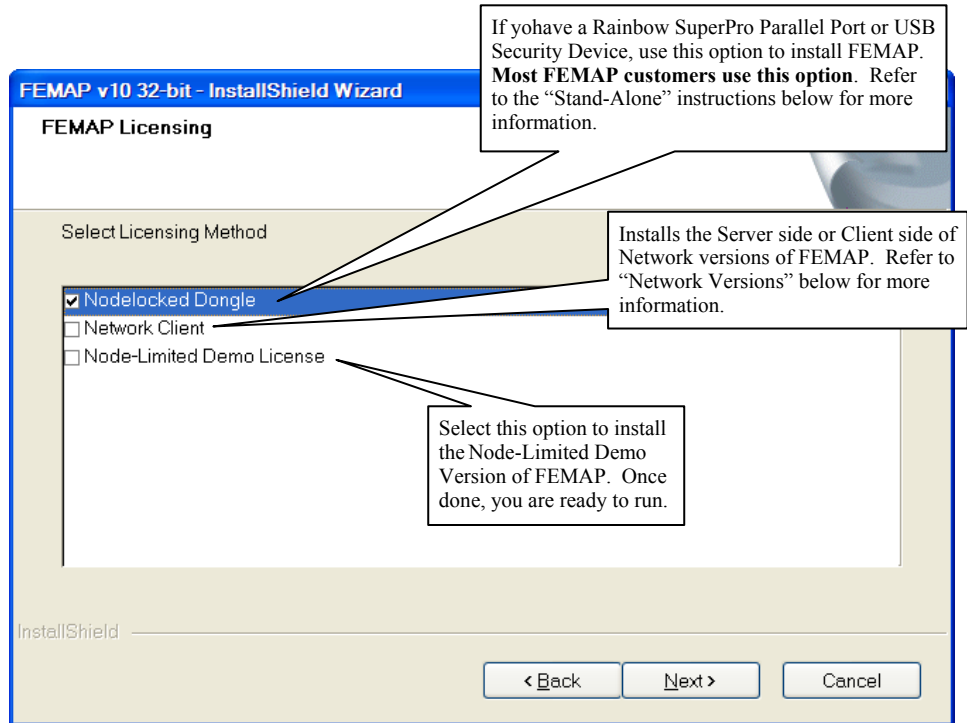 If yohave a Rainbow SuperPro Parallel Port or USB
Security Device, use this option to install FEMAP.
Most FEMAP customers use this option.  Refer
to the “Stand-Alone” instructions below for more
information.
FEMAP v10 32-bit - InstallShield Wizard
FEMAP Licensing
Select Licensing Method
Installs the Server side or Client side of
Network versions of FEMAP.  Refer to
“Network Versions” below for more
information.
Nodelocked Dongle
Network Client
Node-Limited Demo License
Select this option to install
the Node-Limited Demo
Version of FEMAP.  Once
done, you are ready to run.
InstallShield
< Back
Next >
Cancel